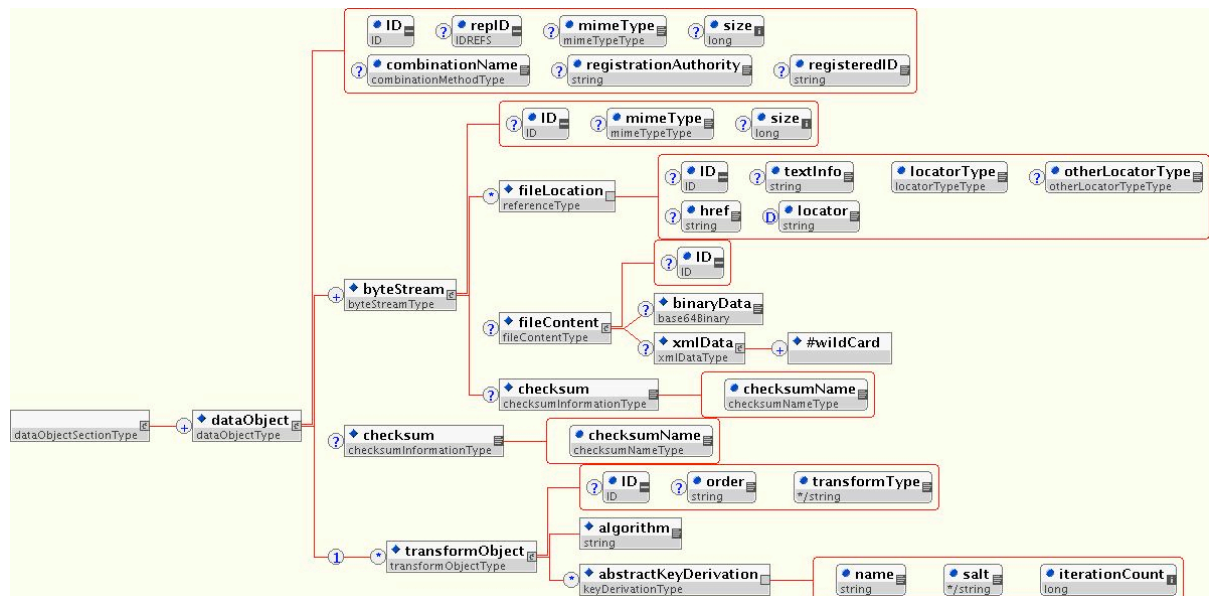 ID
ID
? repID
IDREFS
? mimeType
mimeTypeType
? size
long
? combinationName
combinationMethodType
? registrationAuthority
string
? registeredID
string
? ID
ID
? mimeType
mimeTypeType
? size
long
* fileLocation
referenceType
? ID
ID
? textInfo
string
locatorType
locatorTypeType
? otherLocatorType
otherLocatorTypeType
? href
string
D locator
string
+ byteStream
byteStreamType
? fileContent
fileContentType
? ID
ID
? binaryData
base64Binary
? xmlData
xmlDataType
+ #wildCard
? checksum
checksumInformationType
checksumName
checksumNameType
dataObjectSectionType
+ dataObject
dataObjectType
? checksum
checksumInformationType
checksumName
checksumNameType
1 * transformObject
transformObjectType
? ID
ID
? order
string
transformType
*/string
algorithm
string
* abstractKeyDerivation
keyDerivationType
name
string
salt
*/string
iterationCount
long